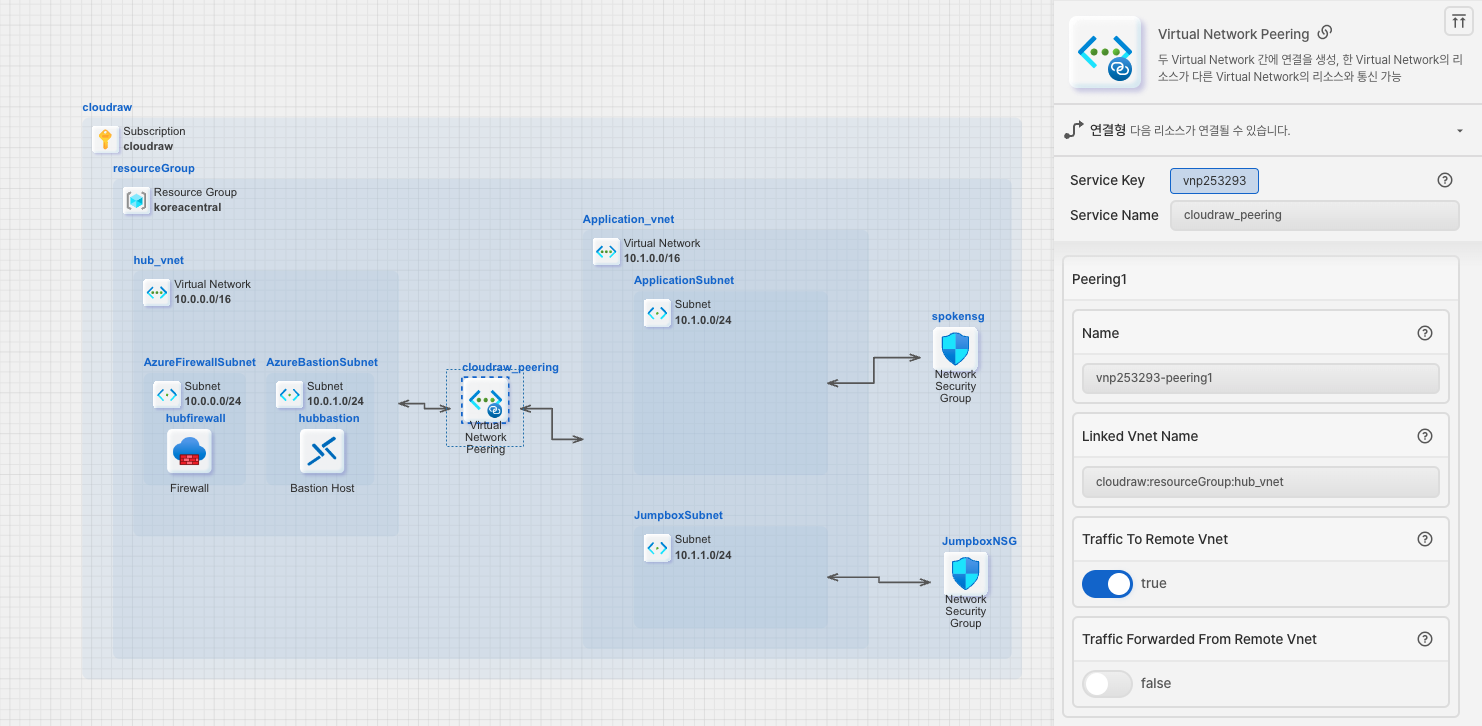 cloudraw
Subscription
cloudraw
resourceGroup
Resource Group
koreacentral
hub_vnet
Virtual Network
10.0.0.0/16
AzureFirewallSubnet
Subnet
10.0.0.0/24
hubfirewall
Firewall
AzureBastionSubnet
Subnet
10.0.1.0/24
hubbastion
Bastion Host
cloudraw_peering
Virtual
Network
Peering
Application_vnet
Virtual Network
10.1.0.0/16
ApplicationSubnet
Subnet
10.1.0.0/24
spokensg
Network
Security
Group
JumpboxSubnet
Subnet
10.1.1.0/24
JumpboxNSG
Network
Security
Group
Virtual Network Peering
두 Virtual Network 간에 연결을 생성, 한 Virtual Network의 리
소스가 다른 Virtual Network의 리소스와 통신 가능
연결형 다음 리소스가 연결될 수 있습니다.
Service Key vnp253293
Service Name cloudraw_peering
Peering1
Name
vnp253293-peering1
Linked Vnet Name
cloudraw:resourceGroup:hub_vnet
Traffic To Remote Vnet
true
Traffic Forwarded From Remote Vnet
false